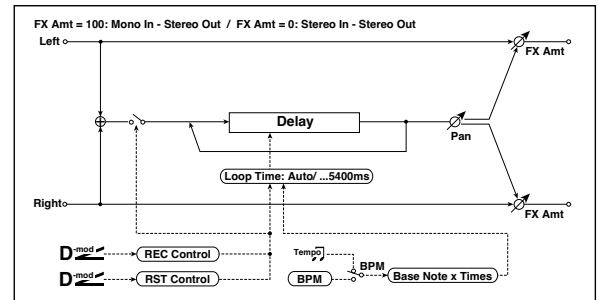 FX Amt = 100: Mono In - Stereo Out / FX Amt = 0: Stereo In - Stereo Out
Left
FX Amt
Delay
Pan
Loop Time: Auto/ ...5400ms
Right
FX Amt
D-mod
REC Control
Tempo
BPM
D-mod
RST Control
BPM
Base Note x Times